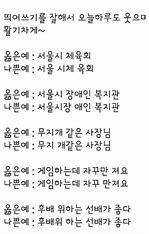 띄어쓰기를 잘해서 오늘하루도 웃으며
활기차게~
옳은예 : 서울시 체육회
나쁜예 : 서울 시체 육회
옳은예 : 서울시 장애인 복지관
나쁜예 : 서울시장 애인 복지관
옳은예 : 무지개 같은 사장님
나쁜예 : 무지 개같은 사장님
옳은예 : 게임하는데 자꾸만 져요
나쁜예 : 게임하는데 자꾸 만져요
옳은예 : 후배 위하는 선배가 좋다
나쁜예 : 후배위 하는 선배가 좋다